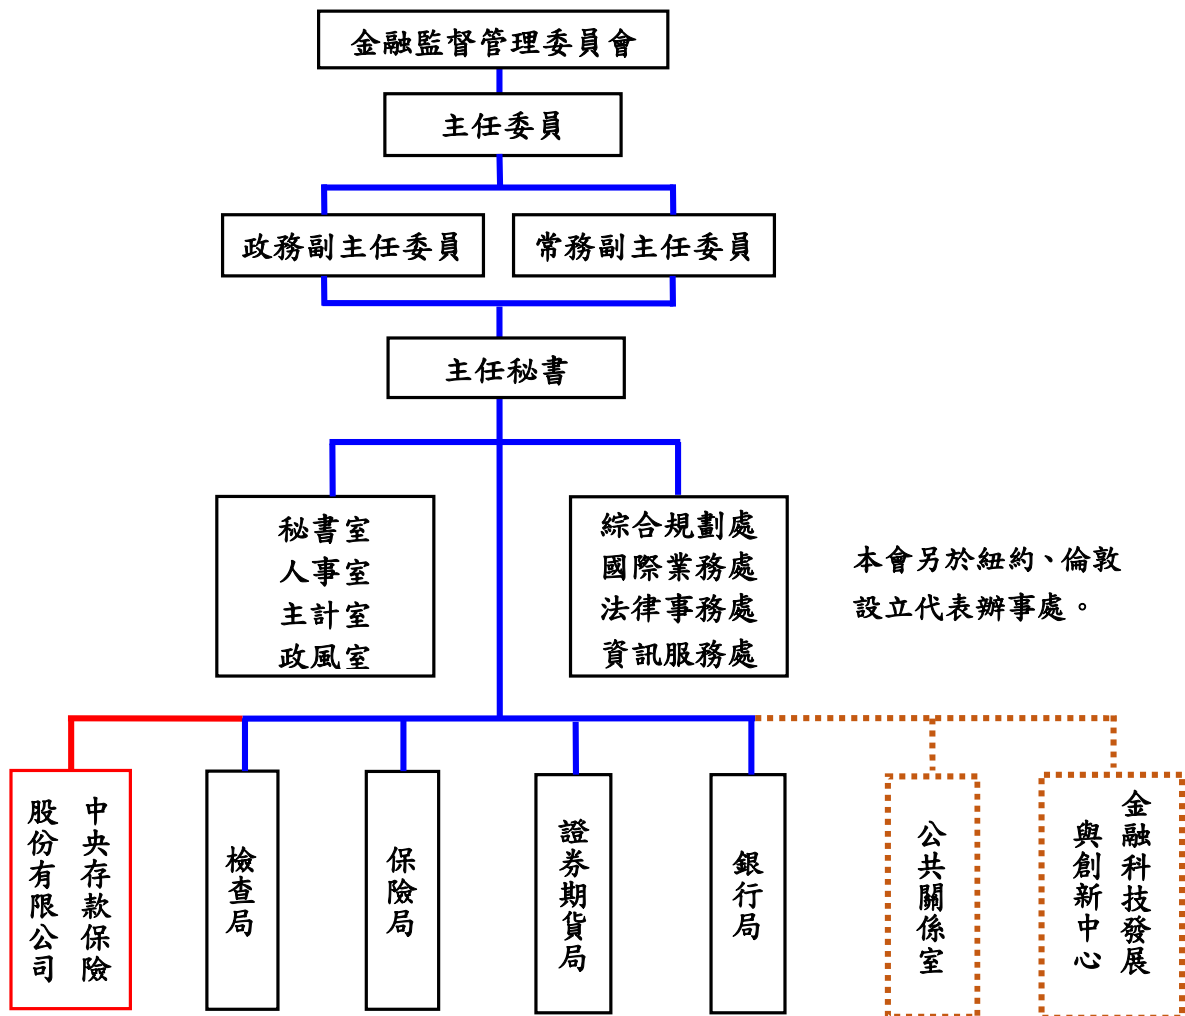 金融監督管理委員會
主任委員
政務副主任委員
常務副主任委員
主任秘書
秘書室
人事室
主計室
政風室
綜合規劃處
國際業務處
法律事務處
資訊服務處
本會另於紐約、倫敦
設立代表辦事處。
中央存款保險
股份有限公司
檢查局
保險局
證券期貨局
銀行局
公共關係室
金融科技發展
與創新中心